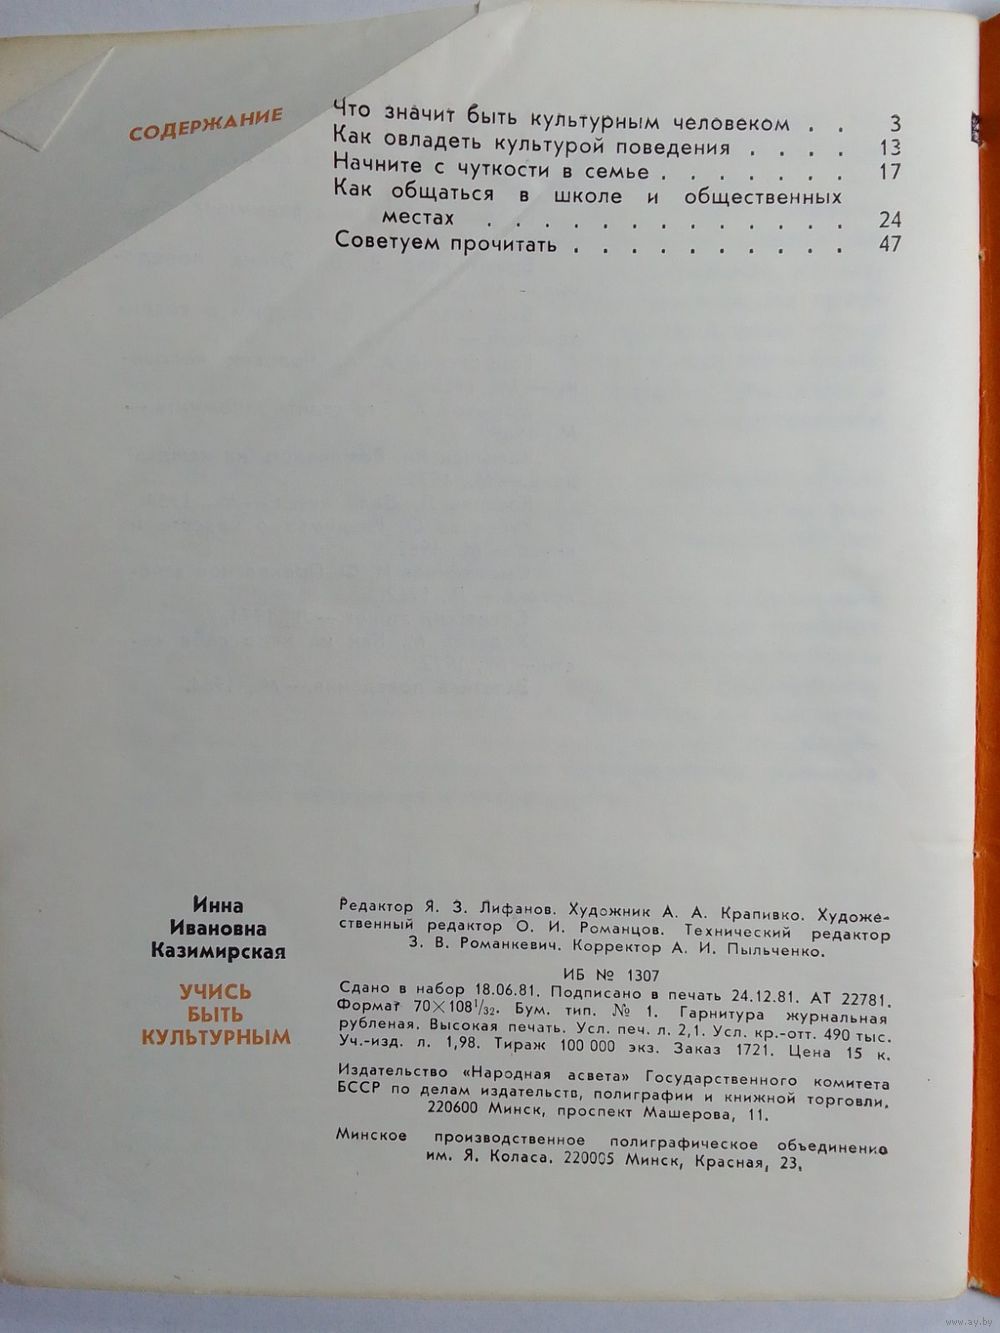 СОДЕРЖАНИЕ
Что значит быть культурным человеком . . 3
Как овладеть культурой поведения . . . . 13
Начните с чуткости в семье . . . . . . . 17
Как общаться в школе и общественных
местах . . . . . . . . . . . . . 24
Советуем прочитать . . . . . . . . . . 47
Инна
Ивановна
Казимирская
УЧИСЬ
БЫТЬ
КУЛЬТУРНЫМ
Редактор Я. З. Лифанов. Художник А. А. Крапивко. Художе-
ственный редактор О. И. Романцов. Технический редактор
З. В. Романкевич. Корректор А. И. Пыльченко.
ИБ № 1307
Сдано в набор 18.06.81. Подписано в печать 24.12.81. АТ 22781.
Формат 70×108¹/₃₂. Бум. тип. № 1. Гарнитура журнальная
рубленая. Высокая печать. Усл. печ. л. 2,1. Усл. кр.-отт. 490 тыс.
Уч.-изд. л. 1,98. Тираж 100 000 экз. Заказ 1721. Цена 15 к.
Издательство «Народная асвета» Государственного комитета
БССР по делам издательств, полиграфии и книжной торговли.
220600 Минск, проспект Машерова, 11.
Минское производственное полиграфическое объединение
им. Я. Коласа. 220005 Минск, Красная, 23.
www.ay.by